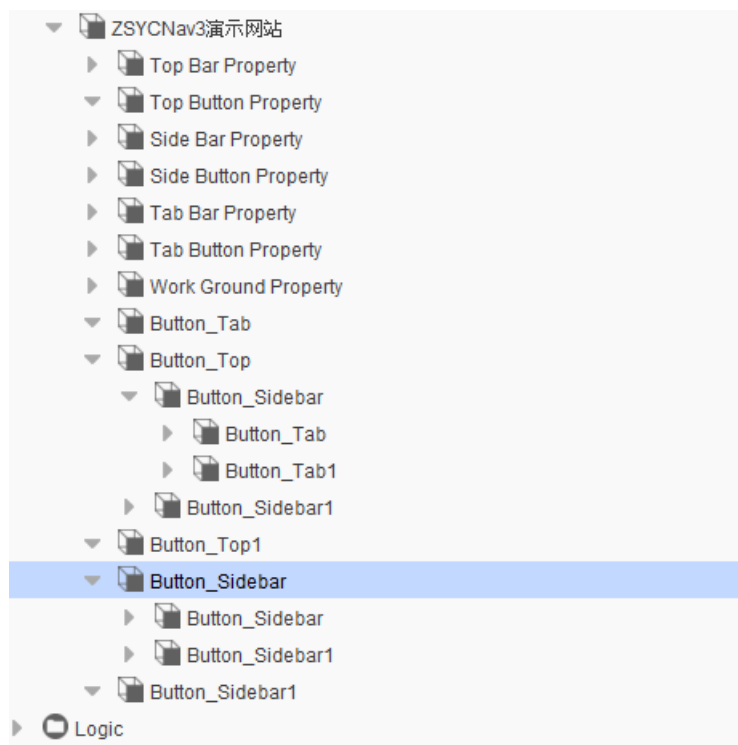 ZSYCNav3演示网站
Top Bar Property
Top Button Property
Side Bar Property
Side Button Property
Tab Bar Property
Tab Button Property
Work Ground Property
Button_Tab
Button_Top
Button_Sidebar
Button_Tab
Button_Tab1
Button_Sidebar1
Button_Top1
Button_Sidebar
Button_Sidebar
Button_Sidebar1
Button_Sidebar1
Logic